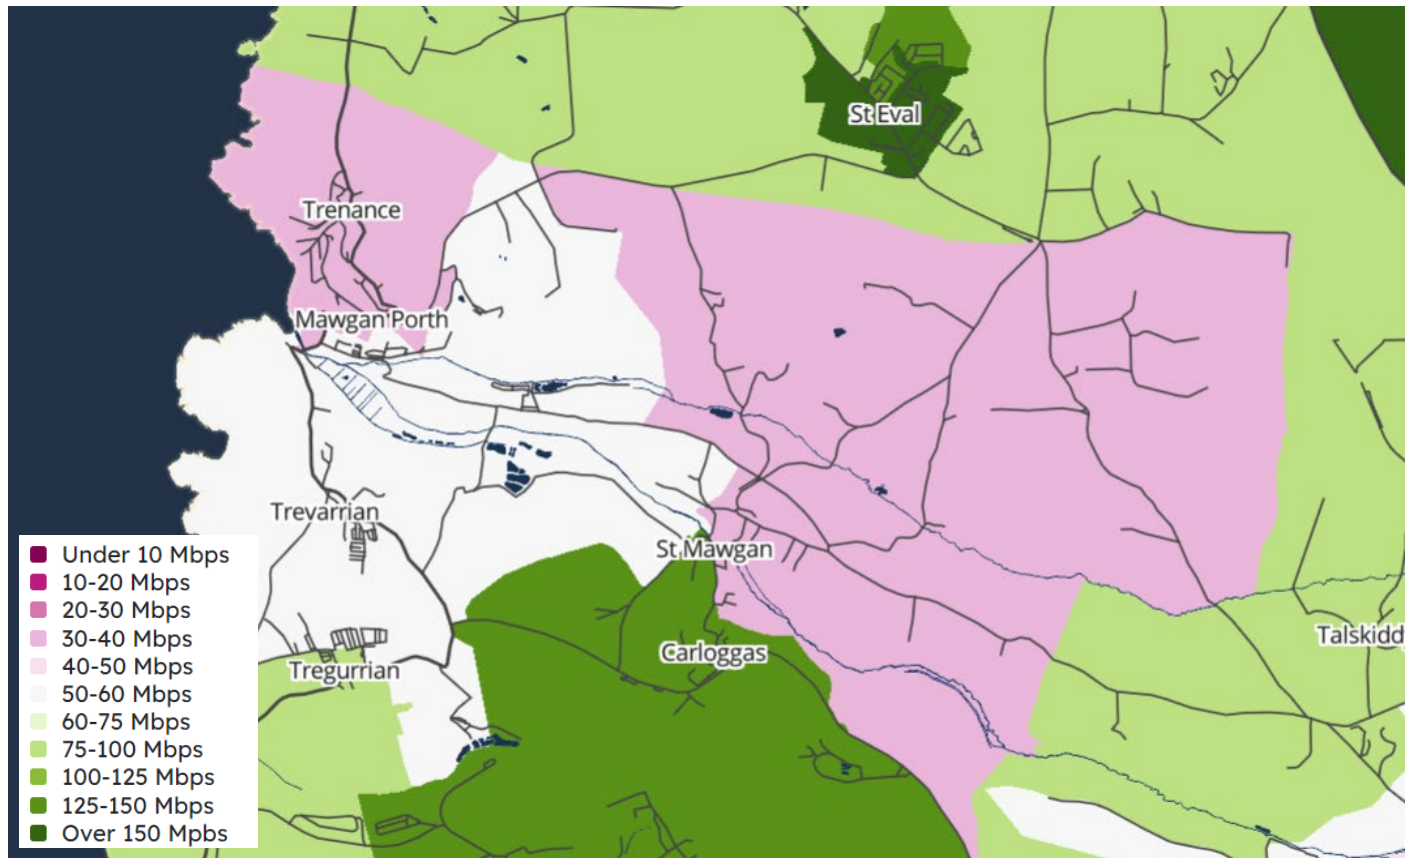 St Eval
Trenance
Mawgan Porth
Trevarrian
St Mawgan
Carloggas
Talskiddy
Tregurrian
Under 10 Mbps
10-20 Mbps
20-30 Mbps
30-40 Mbps
40-50 Mbps
50-60 Mbps
60-75 Mbps
75-100 Mbps
100-125 Mbps
125-150 Mbps
Over 150 Mpbs